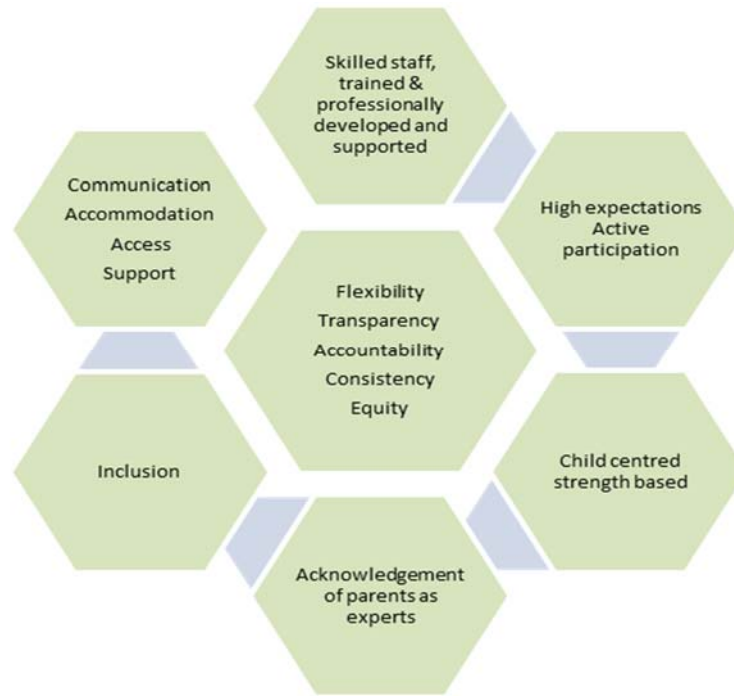 Skilled staff,
trained &
professionally
developed and
supported
High expectations
Active
participation
Child centred
strength based
Acknowledgement
of parents as
experts
Inclusion
Communication
Accommodation
Access
Support
Flexibility
Transparency
Accountability
Consistency
Equity